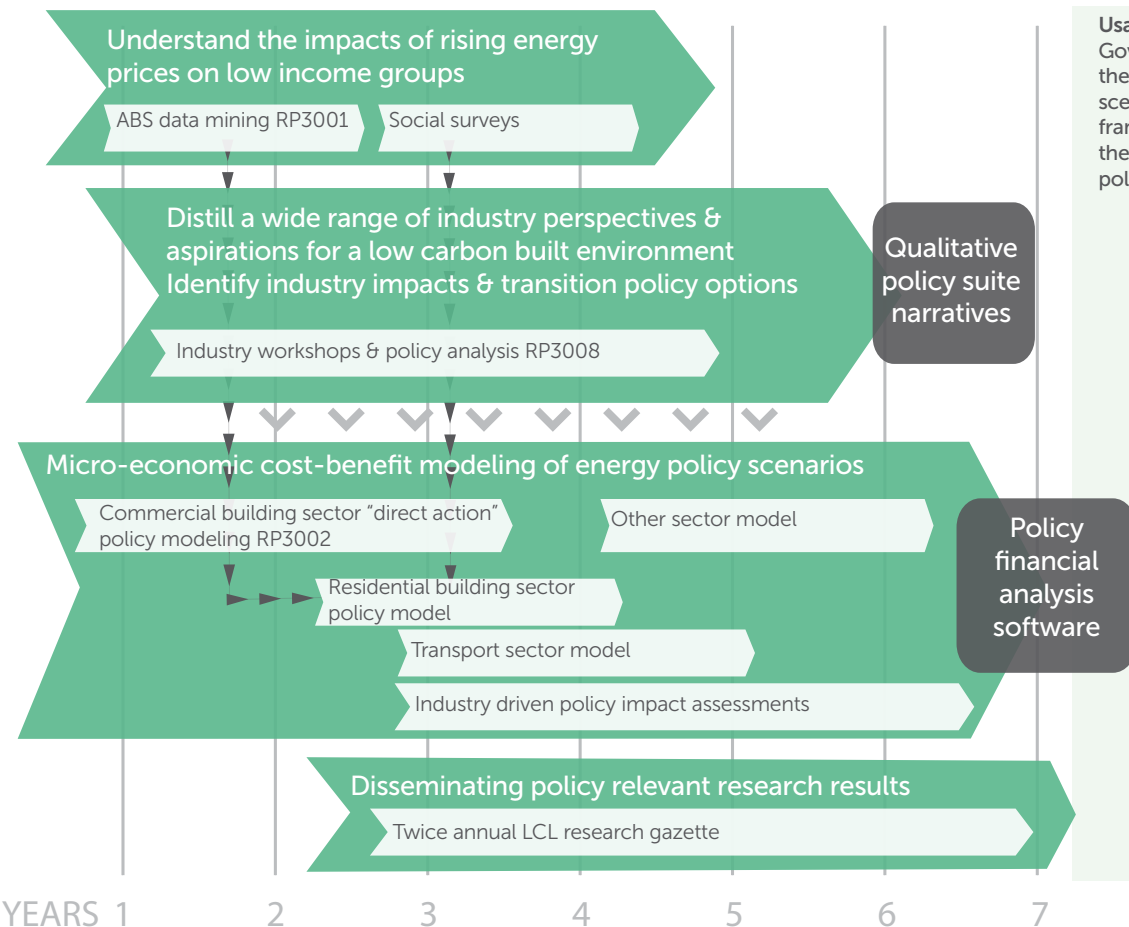 Understand the impacts of rising energy
prices on low income groups
ABS data mining RP3001
Social surveys
Distill a wide range of industry perspectives &
aspirations for a low carbon built environment
Identify industry impacts & transition policy options
Industry workshops & policy analysis RP3008
Qualitative
policy suite
narratives
Micro-economic cost-benefit modeling of energy policy scenarios
Commercial building sector “direct action”
policy modeling RP3002
Other sector model
Residential building sector
policy model
Transport sector model
Industry driven policy impact assessments
Policy
financial
analysis
software
Disseminating policy relevant research results
Twice annual LCL research gazette
YEARS 1 2 3 4 5 6 7
the